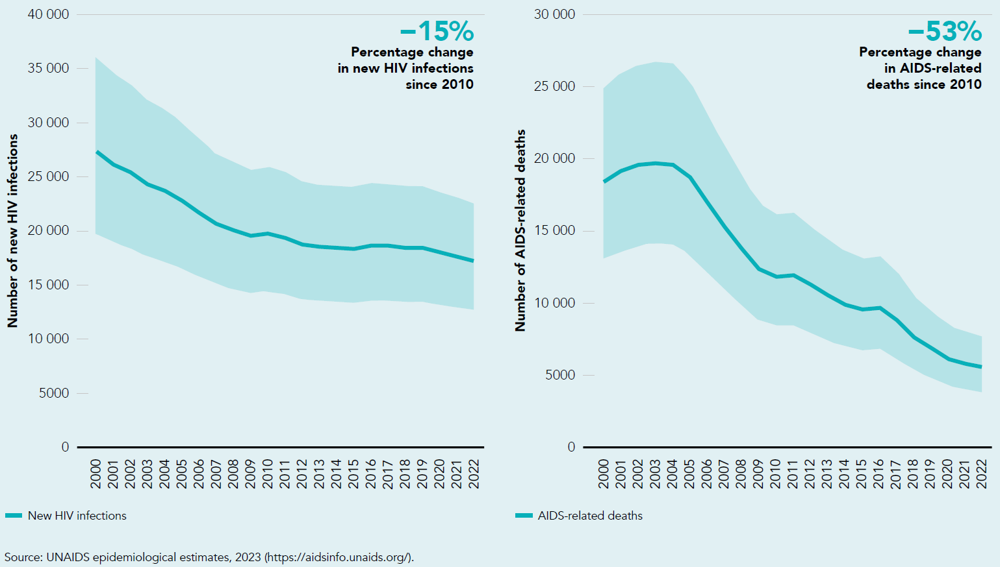 40 000
35 000
30 000
25 000
20 000
15 000
10 000
5000
0
Number of new HIV infections
−15%
Percentage change
in new HIV infections
since 2010
2000 2001 2002 2003 2004 2005 2006 2007 2008 2009 2010 2011 2012 2013 2014 2015 2016 2017 2018 2019 2020 2021 2022
New HIV infections
30 000
25 000
20 000
15 000
10 000
5000
0
Number of AIDS-related deaths
−53%
Percentage change
in AIDS-related
deaths since 2010
2000 2001 2002 2003 2004 2005 2006 2007 2008 2009 2010 2011 2012 2013 2014 2015 2016 2017 2018 2019 2020 2021 2022
AIDS-related deaths
Source: UNAIDS epidemiological estimates, 2023 (https://aidsinfo.unaids.org/).